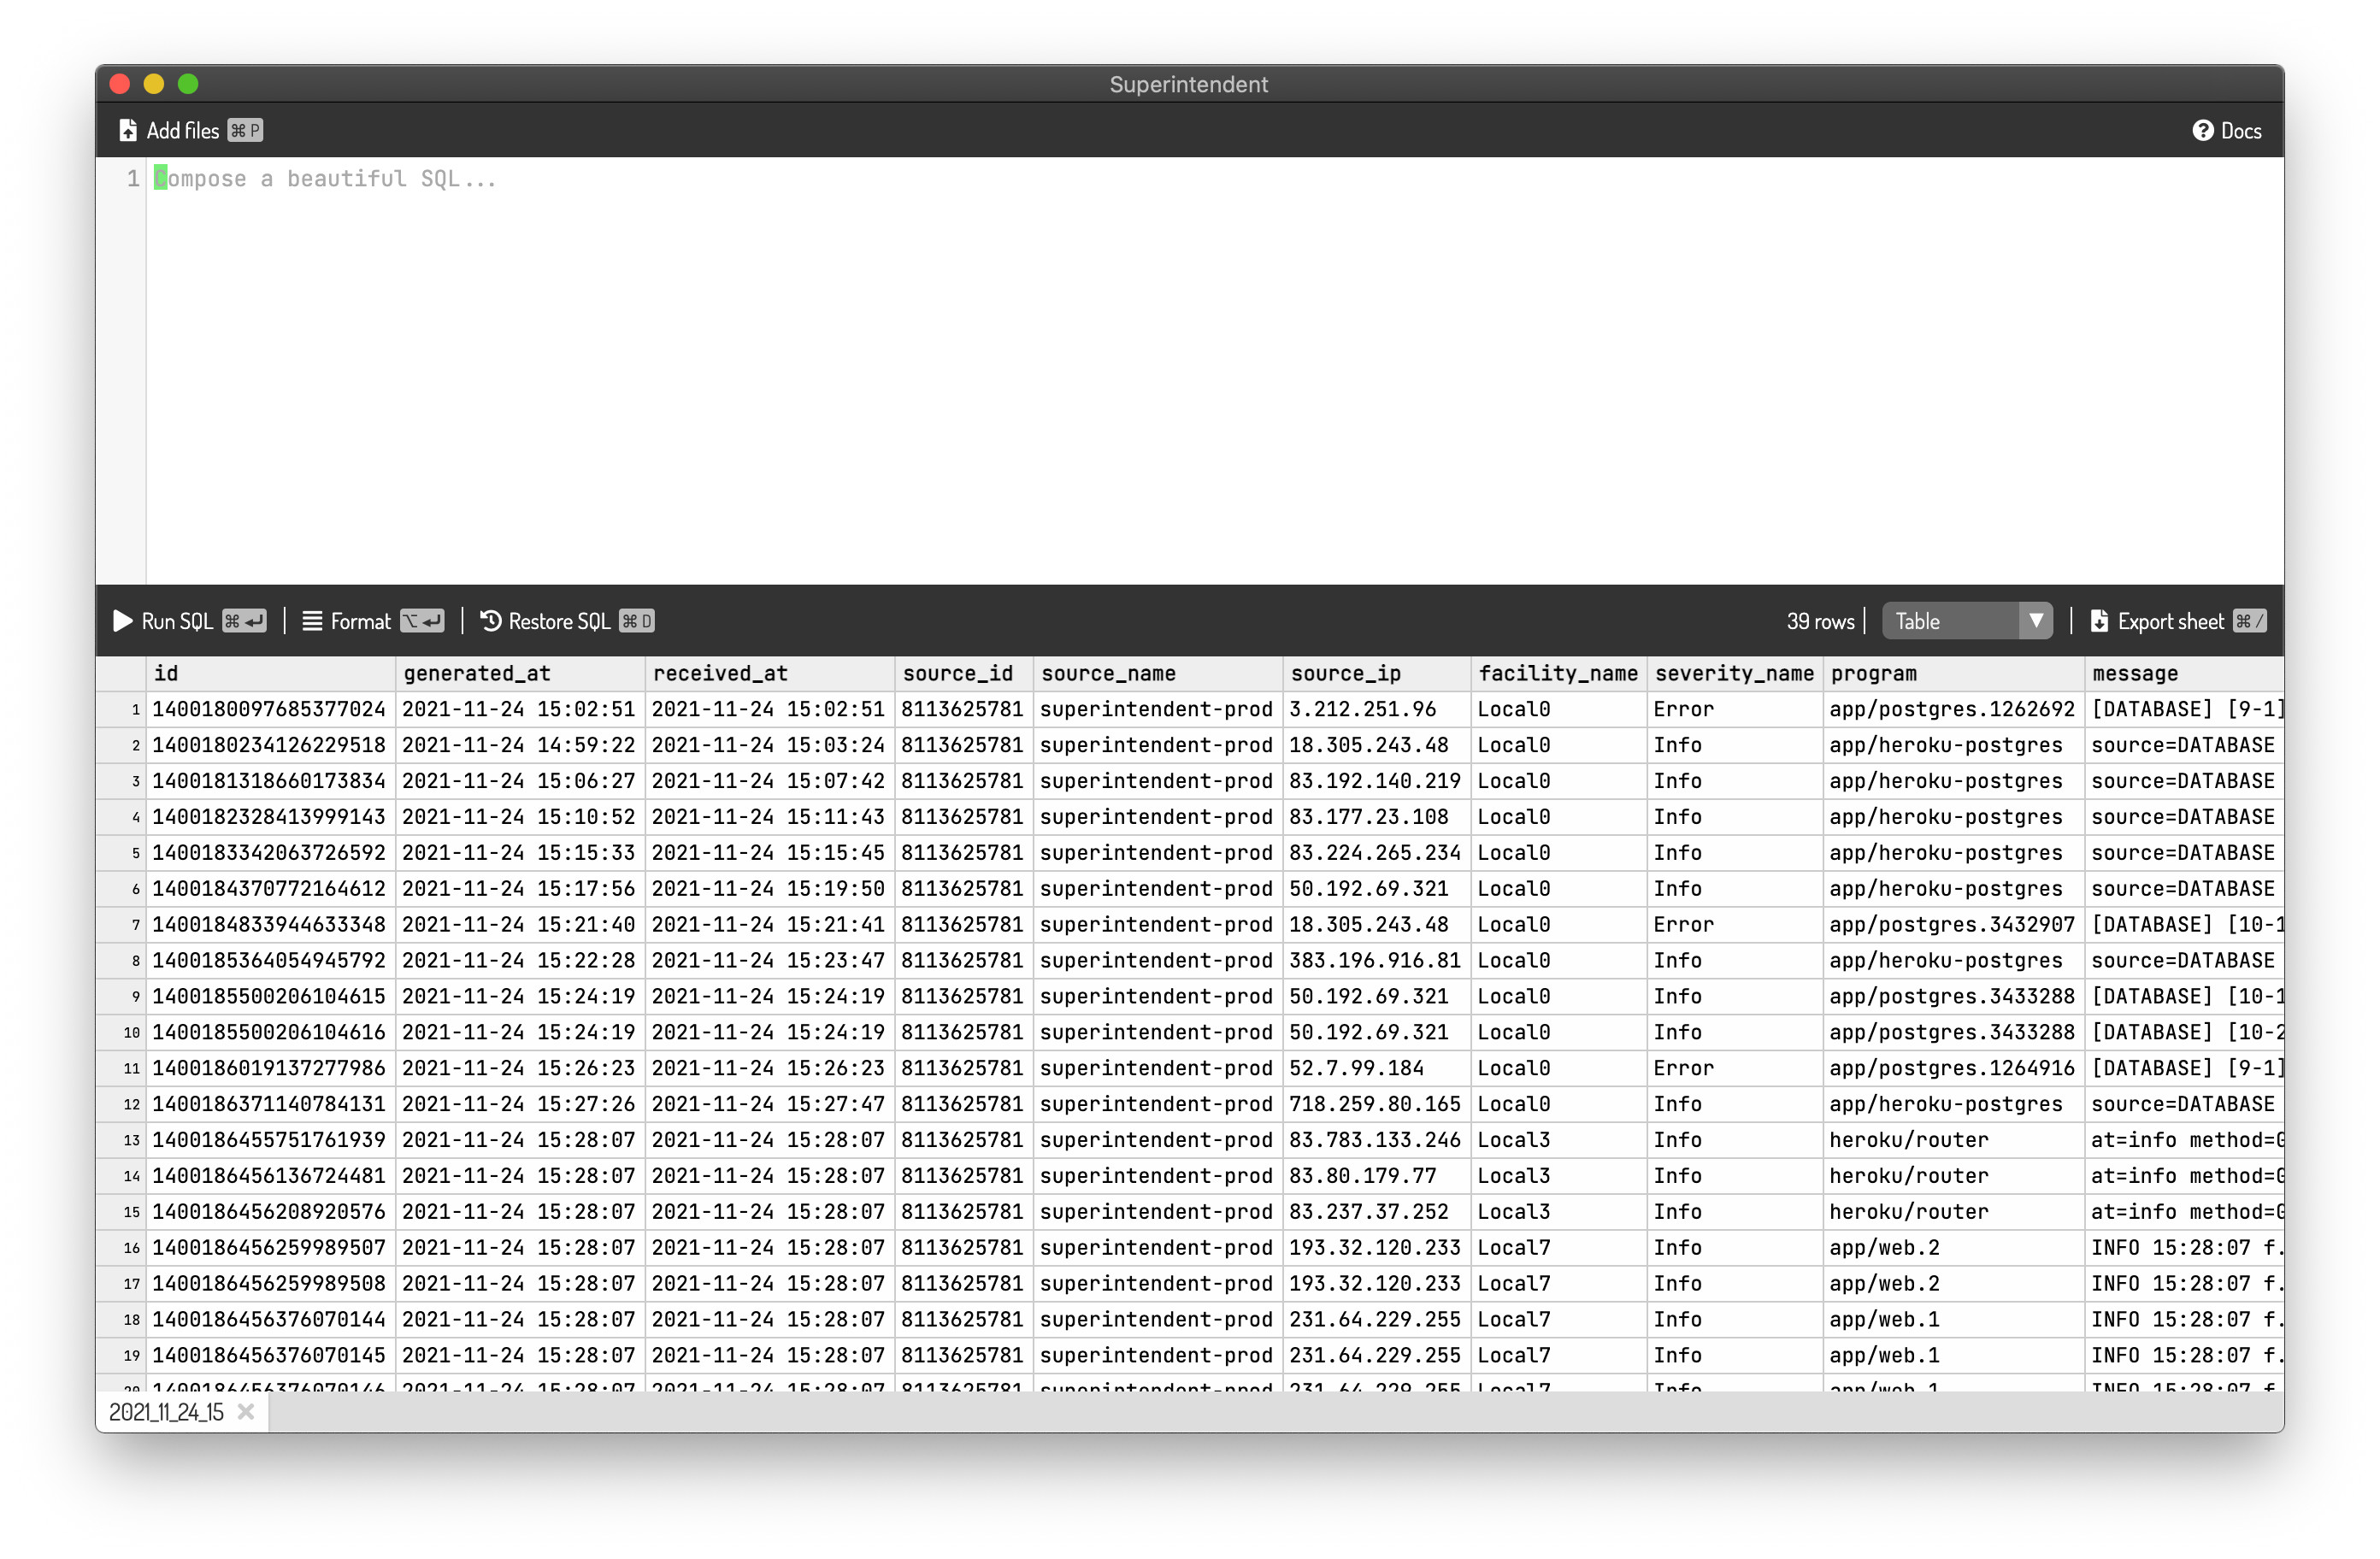 Superintendent
Add files ⌘ P Docs
1 Compose a beautiful SQL...
Run SQL ⌘ ↵ Format ⌥ ↵ Restore SQL ⌘ D 39 rows Table ▼ Export sheet ⌘ /
id generated_at received_at source_id source_name source_ip facility_name severity_name program message
1 1400180097685377024 2021-11-24 15:02:51 2021-11-24 15:02:51 8113625781 superintendent-prod 3.212.251.96 Local0 Error app/postgres.1262692 [DATABASE] [9-1]
2 1400180234126229518 2021-11-24 14:59:22 2021-11-24 15:03:24 8113625781 superintendent-prod 18.305.243.48 Local0 Info app/heroku-postgres source=DATABASE
3 1400181318660173834 2021-11-24 15:06:27 2021-11-24 15:07:42 8113625781 superintendent-prod 83.192.140.219 Local0 Info app/heroku-postgres source=DATABASE
4 1400182328413999143 2021-11-24 15:10:52 2021-11-24 15:11:43 8113625781 superintendent-prod 83.177.23.108 Local0 Info app/heroku-postgres source=DATABASE
5 1400183342063726592 2021-11-24 15:15:33 2021-11-24 15:15:45 8113625781 superintendent-prod 83.224.265.234 Local0 Info app/heroku-postgres source=DATABASE
6 1400184370772164612 2021-11-24 15:17:56 2021-11-24 15:19:50 8113625781 superintendent-prod 50.192.69.321 Local0 Info app/heroku-postgres source=DATABASE
7 1400184833944633348 2021-11-24 15:21:40 2021-11-24 15:21:41 8113625781 superintendent-prod 18.305.243.48 Local0 Error app/postgres.3432907 [DATABASE] [10-1
8 1400185364054945792 2021-11-24 15:22:28 2021-11-24 15:23:47 8113625781 superintendent-prod 383.196.916.81 Local0 Info app/heroku-postgres source=DATABASE
9 1400185500206104615 2021-11-24 15:24:19 2021-11-24 15:24:19 8113625781 superintendent-prod 50.192.69.321 Local0 Info app/postgres.3433288 [DATABASE] [10-1
10 1400185500206104616 2021-11-24 15:24:19 2021-11-24 15:24:19 8113625781 superintendent-prod 50.192.69.321 Local0 Info app/postgres.3433288 [DATABASE] [10-2
11 1400186019137277986 2021-11-24 15:26:23 2021-11-24 15:26:23 8113625781 superintendent-prod 52.7.99.184 Local0 Error app/postgres.1264916 [DATABASE] [9-1]
12 1400186371140784131 2021-11-24 15:27:26 2021-11-24 15:27:47 8113625781 superintendent-prod 718.259.80.165 Local0 Info app/heroku-postgres source=DATABASE
13 1400186455751761939 2021-11-24 15:28:07 2021-11-24 15:28:07 8113625781 superintendent-prod 83.783.133.246 Local3 Info heroku/router at=info method=G
14 1400186456136724481 2021-11-24 15:28:07 2021-11-24 15:28:07 8113625781 superintendent-prod 83.80.179.77 Local3 Info heroku/router at=info method=G
15 1400186456208920576 2021-11-24 15:28:07 2021-11-24 15:28:07 8113625781 superintendent-prod 83.237.37.252 Local3 Info heroku/router at=info method=G
16 1400186456259989507 2021-11-24 15:28:07 2021-11-24 15:28:07 8113625781 superintendent-prod 193.32.120.233 Local7 Info app/web.2 INFO 15:28:07 f.
17 1400186456259989508 2021-11-24 15:28:07 2021-11-24 15:28:07 8113625781 superintendent-prod 193.32.120.233 Local7 Info app/web.2 INFO 15:28:07 f.
18 1400186456376070144 2021-11-24 15:28:07 2021-11-24 15:28:07 8113625781 superintendent-prod 231.64.229.255 Local7 Info app/web.1 INFO 15:28:07 f.
19 1400186456376070145 2021-11-24 15:28:07 2021-11-24 15:28:07 8113625781 superintendent-prod 231.64.229.255 Local7 Info app/web.1 INFO 15:28:07 f.
20 1400186456376070146 2021-11-24 15:28:07 2021-11-24 15:28:07 8113625781 superintendent-prod 231.64.229.255 Local7 Info app/web.1 INFO 15:28:07 f.
2021_11_24_15